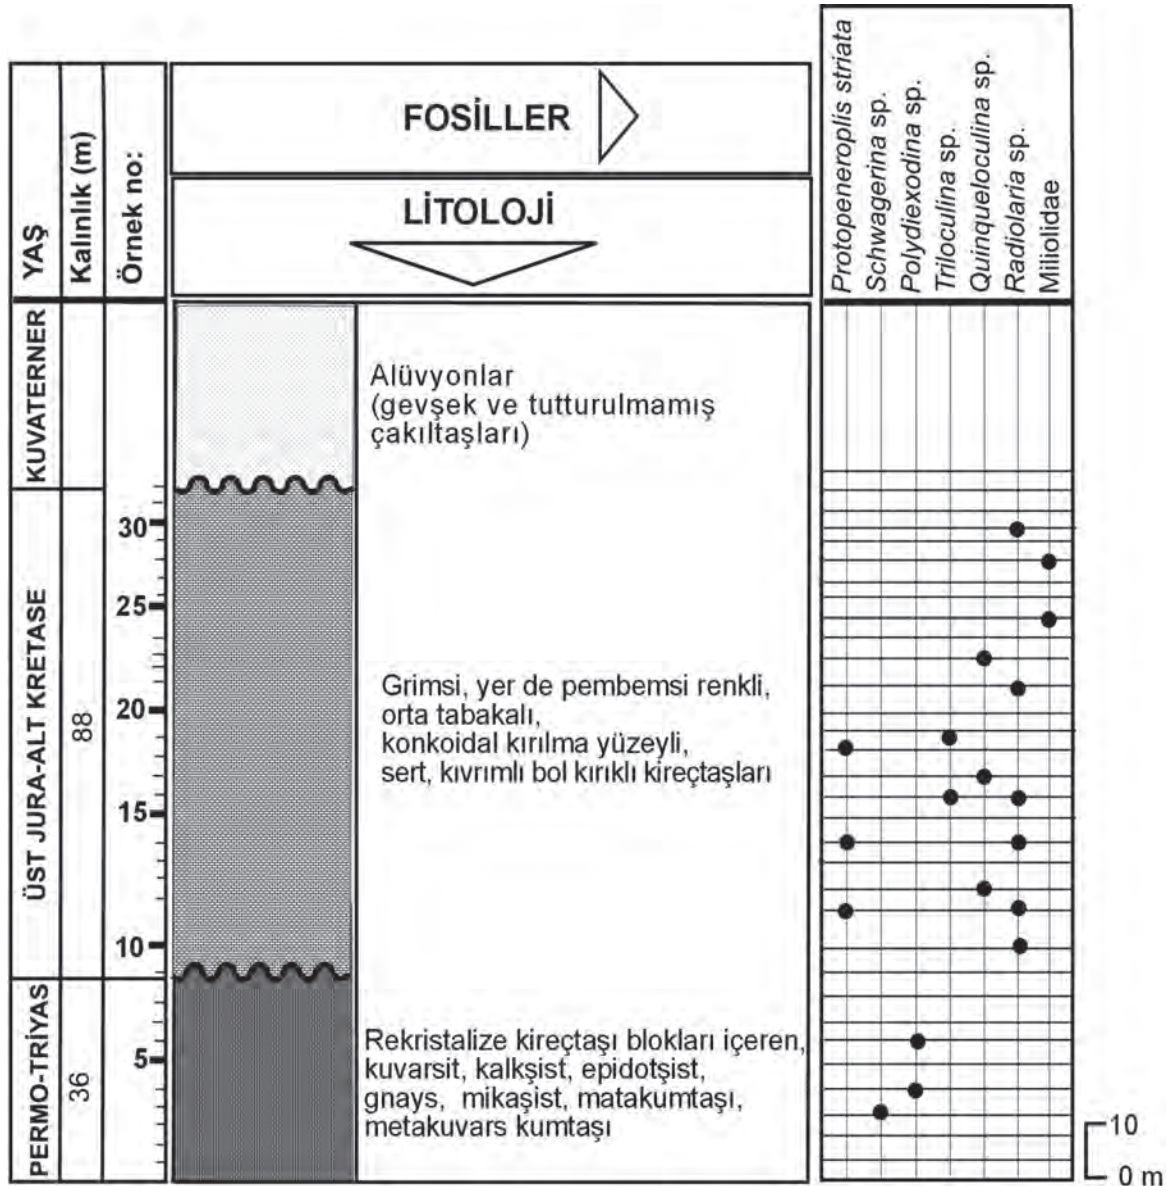 YAŞ
Kalınlık (m)
Örnek no:
FOSİLLER
LİTOLOJİ
Protopeneroplis striata
Schwagerina sp.
Polydiexodina sp.
Triloculina sp.
Quinqueloculina sp.
Radiolaria sp.
Miliolidae
KUVATERNER
Alüvyonlar
(gevşek ve tutturulmamış
çakıltaşları)
ÜST JURA-ALT KRETASE
88
30
25
20
15
10
Grimsi, yer de pembemsi renkli,
orta tabakalı,
konkoidal kırılma yüzeyli,
sert, kıvrımlı bol kırıklı kireçtaşları
PERMO-TRİYAS
36
5
Rekristalize kireçtaşı blokları içeren,
kuvarsit, kalkşist, epidotşist,
gnays, mikaşist, matakumtaşı,
metakuvars kumtaşı
10
0 m